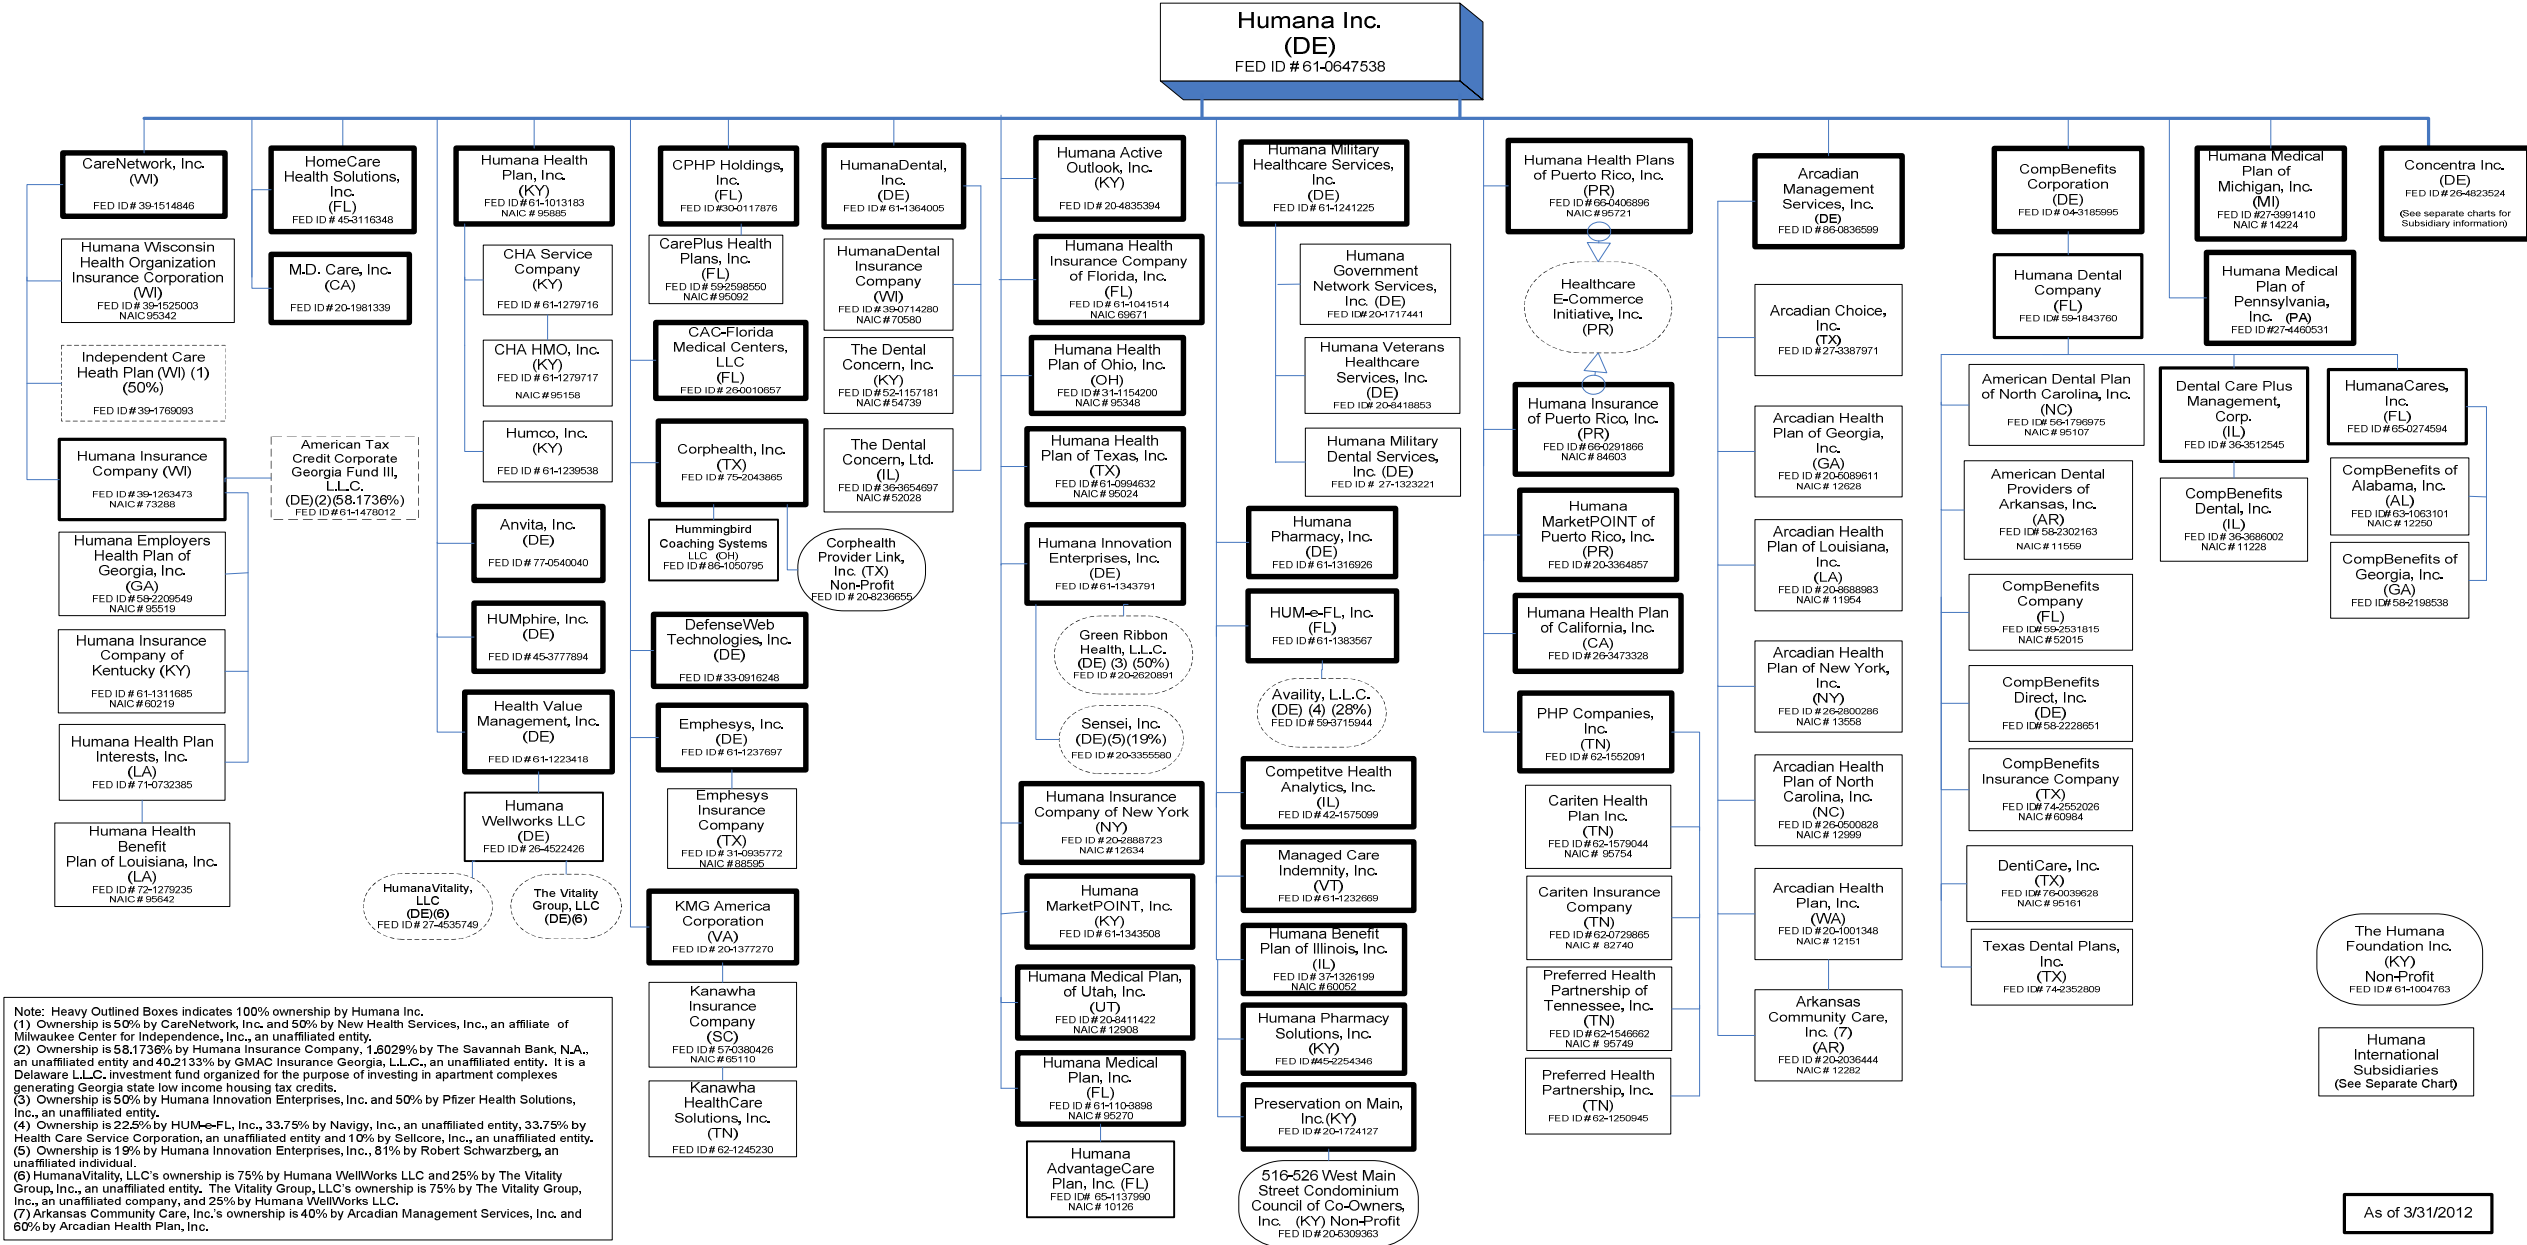 Humana Inc.
(DE)
FED ID # 61-0647538
CareNetwork, Inc.
(WI)
FED ID# 39-1514846
Humana Wisconsin
Health Organization
Insurance Corporation
(WI)
FED ID# 39-1525003
NAIC 95342
Independent Care
Heath Plan (WI) (1)
(50%)
FED ID# 39-1769093
Humana Insurance
Company (WI)
FED ID# 39-1263473
NAIC# 73288
American Tax
Credit Corporate
Georgia Fund III,
L.L.C.
(DE)(2)(58.1736%)
FED ID# 61-1478012
Humana Employers
Health Plan of
Georgia, Inc.
(GA)
FED ID# 58-2209549
NAIC# 95519
Humana Insurance
Company of
Kentucky (KY)
FED ID# 61-1311685
NAIC# 60219
Humana Health Plan
Interests, Inc.
(LA)
FED ID# 71-0732385
Humana Health
Benefit
Plan of Louisiana, Inc.
(LA)
FED ID# 72-1279235
NAIC# 95642
HomeCare
Health Solutions,
Inc.
(FL)
FED ID# 45-3116348
M.D. Care, Inc.
(CA)
FED ID# 20-1981339
Humana Health
Plan, Inc.
(KY)
FED ID# 61-1013183
NAIC# 95885
CHA Service
Company
(KY)
FED ID# 61-1279716
CHA HMO, Inc.
(KY)
FED ID# 61-1279717
NAIC# 95158
Humco, Inc.
(KY)
FED ID# 61-1239538
Anvita, Inc.
(DE)
FED ID# 77-0540040
HUMphire, Inc.
(DE)
FED ID# 45-3777894
Health Value
Management, Inc.
(DE)
FED ID# 61-1223418
Humana
Wellworks LLC
(DE)
FED ID# 26-4522426
HumanaVitality,
LLC
(DE)(6)
FED ID# 27-4535749
The Vitality
Group, LLC
(DE)(6)
CPHP Holdings,
Inc.
(FL)
FED ID#30-0117876
CarePlus Health
Plans, Inc.
(FL)
FED ID# 59-2598550
NAIC# 95092
CAC-Florida
Medical Centers,
LLC
(FL)
FED ID# 26-0010657
Corphealth, Inc.
(TX)
FED ID# 75-2043865
Hummingbird
Coaching Systems
LLC (OH)
FED ID# 86-1050795
Corphealth
Provider Link,
Inc. (TX)
Non-Profit
FED ID # 20-8236655
DefenseWeb
Technologies, Inc.
(DE)
FED ID#33-0916248
Emphesys, Inc.
(DE)
FED ID# 61-1237697
Emphesys
Insurance
Company
(TX)
FED ID# 31-0935772
NAIC#88595
KMG America
Corporation
(VA)
FED ID# 20-1377270
Kanawha
Insurance
Company
(SC)
FED ID# 57-0380426
NAIC#65110
Kanawha
HealthCare
Solutions, Inc.
(TN)
FED ID# 62-1245230
HumanaDental,
Inc.
(DE)
FED ID# 61-1364005
HumanaDental
Insurance
Company
(WI)
FED ID# 39-0714280
NAIC#70580
The Dental
Concern, Inc.
(KY)
FED ID# 52-1157181
NAIC#54739
The Dental
Concern, Ltd.
(IL)
FED ID# 36-3654697
NAIC#52028
Humana Active
Outlook, Inc.
(KY)
FED ID# 20-4835394
Humana Health
Insurance Company
of Florida, Inc.
(FL)
FED ID# 61-1041514
NAIC 69671
Humana Health
Plan of Ohio, Inc.
(OH)
FED ID# 31-1154200
NAIC# 95348
Humana Health
Plan of Texas, Inc.
(TX)
FED ID# 61-0994632
NAIC# 95024
Humana Innovation
Enterprises, Inc.
(DE)
FED ID# 61-1343791
Green Ribbon
Health, L.L.C.
(DE) (3) (50%)
FED ID# 20-2620891
Sensei, Inc.
(DE)(5)(19%)
FED ID# 20-3355580
Humana Insurance
Company of New York
(NY)
FED ID# 20-2888723
NAIC#12634
Humana
MarketPOINT, Inc.
(KY)
FED ID# 61-1343508
Humana Medical Plan,
of Utah, Inc.
(UT)
FED ID# 20-8411422
NAIC#12908
Humana Medical
Plan, Inc.
(FL)
FED ID# 61-110-3898
NAIC# 95270
Humana
AdvantageCare
Plan, Inc. (FL)
FED ID# 65-1137990
NAIC# 10126
Humana Military
Healthcare Services,
Inc.
(DE)
FED ID# 61-1241225
Humana
Government
Network Services,
Inc. (DE)
FED ID#20-1717441
Humana Veterans
Healthcare
Services, Inc.
(DE)
FED ID# 20-8418853
Humana Military
Dental Services,
Inc. (DE)
FED ID# 27-1323221
Humana
Pharmacy, Inc.
(DE)
FED ID# 61-1316926
HUM-e-FL, Inc.
(FL)
FED ID# 61-1383567
Availity, L.L.C.
(DE) (4) (28%)
FED ID# 59-3715944
Competitve Health
Analytics, Inc.
(IL)
FED ID# 42-1575099
Managed Care
Indemnity, Inc.
(VT)
FED ID# 61-1232669
Humana Benefit
Plan of Illinois, Inc.
(IL)
FED ID# 37-1326199
NAIC# 60052
Humana Pharmacy
Solutions, Inc.
(KY)
FED ID#45-2254346
Preservation on Main,
Inc.(KY)
FED ID# 20-1724127
516-526 West Main
Street Condominium
Council of Co-Owners,
Inc. (KY) Non-Profit
FED ID# 20-5309363
Humana Health Plans
of Puerto Rico, Inc.
(PR)
FED ID# 66-0406896
NAIC#95721
Healthcare
E-Commerce
Initiative, Inc.
(PR)
Humana Insurance
of Puerto Rico, Inc.
(PR)
FED ID# 66-0291866
NAIC# 84603
Humana
MarketPOINT of
Puerto Rico, Inc.
(PR)
FED ID# 20-3364857
Humana Health Plan
of California, Inc.
(CA)
FED ID# 26-3473328
PHP Companies,
Inc.
(TN)
FED ID# 62-1552091
Cariten Health
Plan Inc.
(TN)
FED ID# 62-1579044
NAIC# 95754
Cariten Insurance
Company
(TN)
FED ID# 62-0729865
NAIC# 82740
Preferred Health
Partnership of
Tennessee, Inc.
(TN)
FED ID# 62-1546662
NAIC# 95749
Preferred Health
Partnership, Inc.
(TN)
FED ID# 62-1250945
Arcadian
Management
Services, Inc.
(DE)
FED ID# 86-0836599
Arcadian Choice,
Inc.
(TX)
FED ID# 27-3387971
Arcadian Health
Plan of Georgia,
Inc.
(GA)
FED ID# 20-5089611
NAIC# 12628
Arcadian Health
Plan of Louisiana,
Inc.
(LA)
FED ID# 20-8688983
NAIC# 11954
Arcadian Health
Plan of New York,
Inc.
(NY)
FED ID# 26-2800286
NAIC# 13558
Arcadian Health
Plan of North
Carolina, Inc.
(NC)
FED ID# 26-0500828
NAIC# 12999
Arcadian Health
Plan, Inc.
(WA)
FED ID# 20-1001348
NAIC# 12151
Arkansas
Community Care,
Inc. (7)
(AR)
FED ID# 20-2036444
NAIC# 12282
CompBenefits
Corporation
(DE)
FED ID# 04-3185995
Humana Dental
Company
(FL)
FED ID# 59-1843760
American Dental Plan
of North Carolina, Inc.
(NC)
FED ID# 56-1796975
NAIC# 95107
American Dental
Providers of
Arkansas, Inc.
(AR)
FED ID# 58-2302163
NAIC# 11559
CompBenefits
Company
(FL)
FED ID# 59-2531815
NAIC# 52015
CompBenefits
Direct, Inc.
(DE)
FED ID# 58-2228651
CompBenefits
Insurance Company
(TX)
FED ID# 74-2552026
NAIC#60984
DentiCare, Inc.
(TX)
FED ID# 76-0039628
NAIC# 95161
Texas Dental Plans,
Inc.
(TX)
FED ID# 74-2352809
Dental Care Plus
Management,
Corp.
(IL)
FED ID# 36-3512545
CompBenefits
Dental, Inc.
(IL)
FED ID# 36-3686002
NAIC# 11228
HumanaCares,
Inc.
(FL)
FED ID#65-0274594
CompBenefits of
Alabama, Inc.
(AL)
FED ID# 63-1063101
NAIC# 12250
CompBenefits of
Georgia, Inc.
(GA)
FED ID#58-2198538
Humana Medical
Plan of
Michigan, Inc.
(MI)
FED ID#27-3991410
NAIC# 14224
Humana Medical
Plan of
Pennsylvania,
Inc. (PA)
FED ID#27-4460531
Concentra Inc.
(DE)
FED ID# 26-4823524
(See separate charts for
Subsidiary information)
The Humana
Foundation Inc.
(KY)
Non-Profit
FED ID# 61-1004763
Humana
International
Subsidiaries
(See Separate Chart)
Note: Heavy Outlined Boxes indicates 100% ownership by Humana Inc.
(1) Ownership is 50% by CareNetwork, Inc. and 50% by New Health Services, Inc., an affiliate of
Milwaukee Center for Independence, Inc., an unaffiliated entity.
(2) Ownership is 58.1736% by Humana Insurance Company, 1.6029% by The Savannah Bank, N.A.,
an unaffiliated entity and 40.2133% by GMAC Insurance Georgia, L.L.C., an unaffiliated entity. It is a
Delaware L.L.C. investment fund organized for the purpose of investing in apartment complexes
generating Georgia state low income housing tax credits.
(3) Ownership is 50% by Humana Innovation Enterprises, Inc. and 50% by Pfizer Health Solutions,
Inc., an unaffiliated entity.
(4) Ownership is 22.5% by HUM-e-FL, Inc., 33.75% by Navigy, Inc., an unaffiliated entity, 33.75% by
Health Care Service Corporation, an unaffiliated entity and 10% by Sellcore, Inc., an unaffiliated entity.
(5) Ownership is 19% by Humana Innovation Enterprises, Inc., 81% by Robert Schwarzberg, an
unaffiliated individual.
(6) HumanaVitality, LLC's ownership is 75% by Humana WellWorks LLC and 25% by The Vitality
Group, Inc., an unaffiliated entity. The Vitality Group, LLC's ownership is 75% by The Vitality Group,
Inc., an unaffiliated company, and 25% by Humana WellWorks LLC.
(7) Arkansas Community Care, Inc.'s ownership is 40% by Arcadian Management Services, Inc. and
60% by Arcadian Health Plan, Inc.
As of 3/31/2012